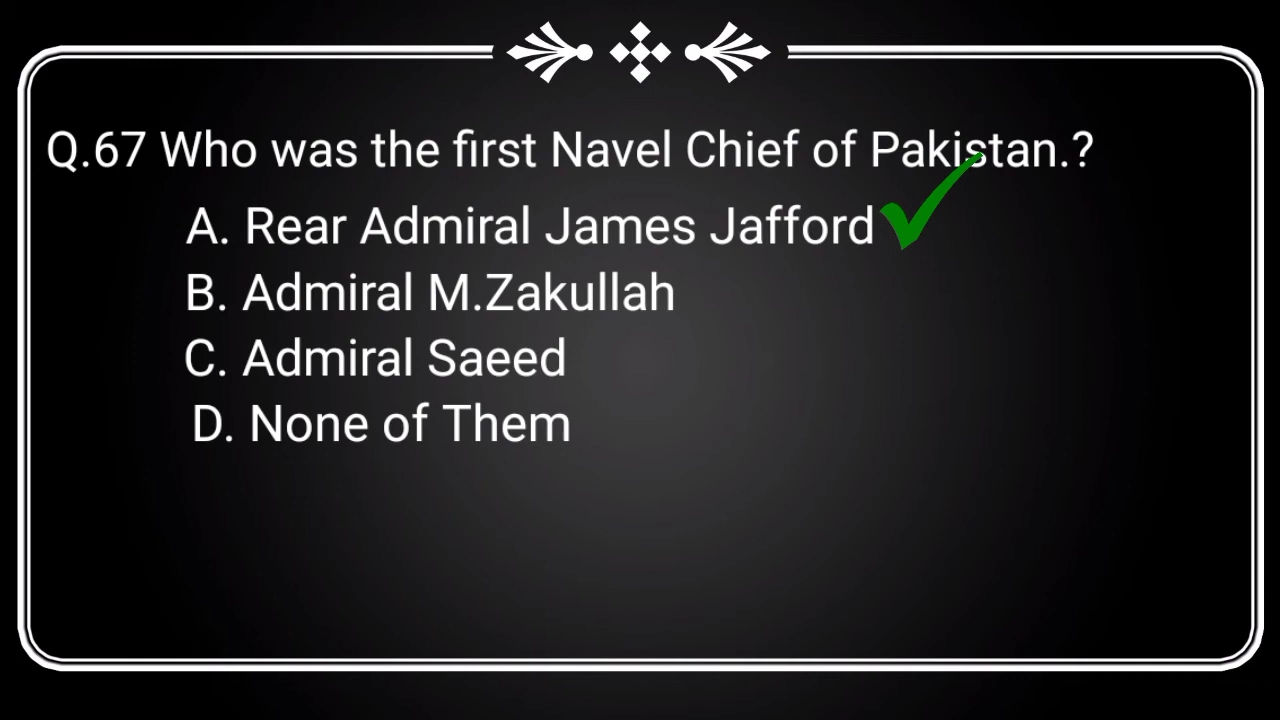 Q.67 Who was the first Navel Chief of Pakistan.?
A. Rear Admiral James Jafford
B. Admiral M.Zakullah
C. Admiral Saeed
D. None of Them